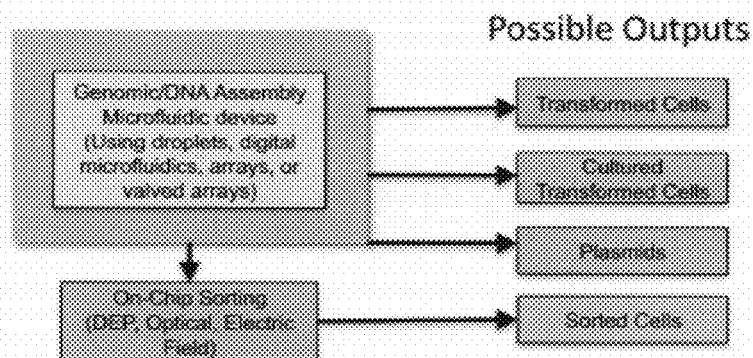 Possible Outputs
Genomic/DNA Assembly
Microfluidic device
(Using droplets, digital
microfluidics, arrays, or
valved arrays)
Transformed Cells
Cultured
Transformed Cells
Plasmids
On-Chip Sorting
(DEP, Optical, Electric
Field)
Sorted Cells